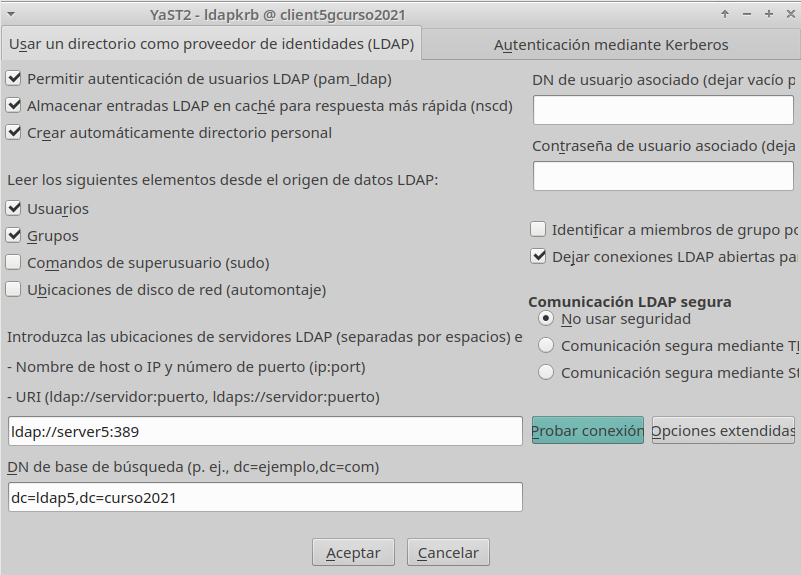 YaST2 - ldapkrb @ client5gcurso2021
Usar un directorio como proveedor de identidades (LDAP)
Autenticación mediante Kerberos
Permitir autenticación de usuarios LDAP (pam_ldap)
Almacenar entradas LDAP en caché para respuesta más rápida (nscd)
Crear automáticamente directorio personal
Leer los siguientes elementos desde el origen de datos LDAP:
Usuarios
Grupos
Comandos de superusuario (sudo)
Ubicaciones de disco de red (automontaje)
Introduzca las ubicaciones de servidores LDAP (separadas por espacios) e
- Nombre de host o IP y número de puerto (ip:port)
- URI (ldap://servidor:puerto, ldaps://servidor:puerto)
ldap://server5:389
DN de base de búsqueda (p. ej., dc=ejemplo,dc=com)
dc=ldap5,dc=curso2021
DN de usuario asociado (dejar vacío p
Contraseña de usuario asociado (deja
Identificar a miembros de grupo po
Dejar conexiones LDAP abiertas pa
Comunicación LDAP segura
No usar seguridad
Comunicación segura mediante T
Comunicación segura mediante St
Probar conexión
Opciones extendidas
Aceptar
Cancelar